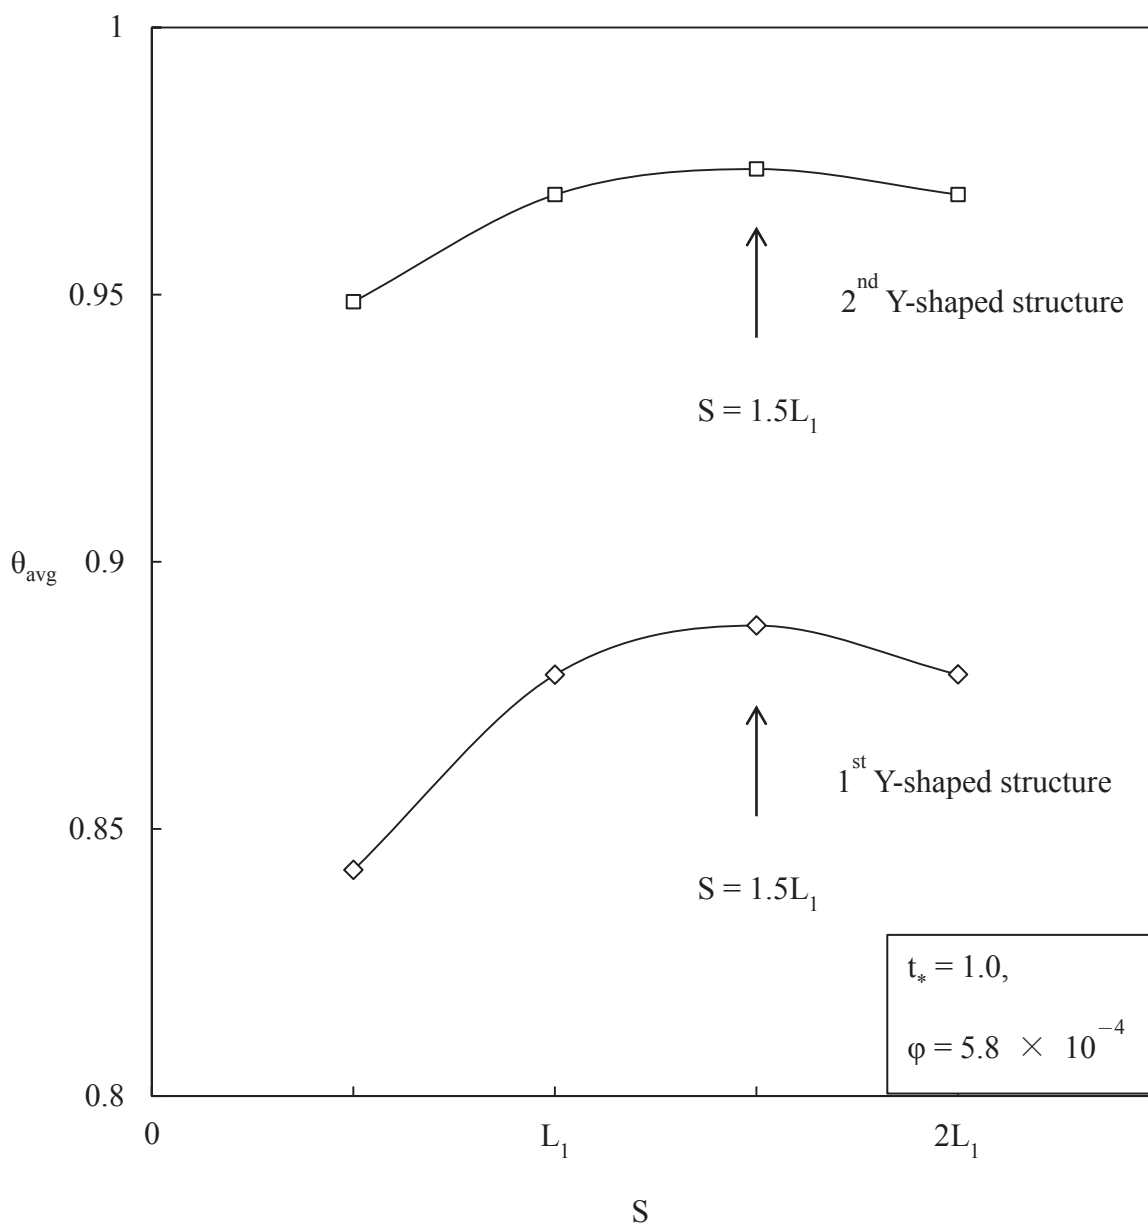 1
0.95
2nd Y-shaped structure
S = 1.5L1
θavg
0.9
1st Y-shaped structure
0.85
S = 1.5L1
t* = 1.0,
φ = 5.8 × 10−4
0.8
0
L1
2L1
S